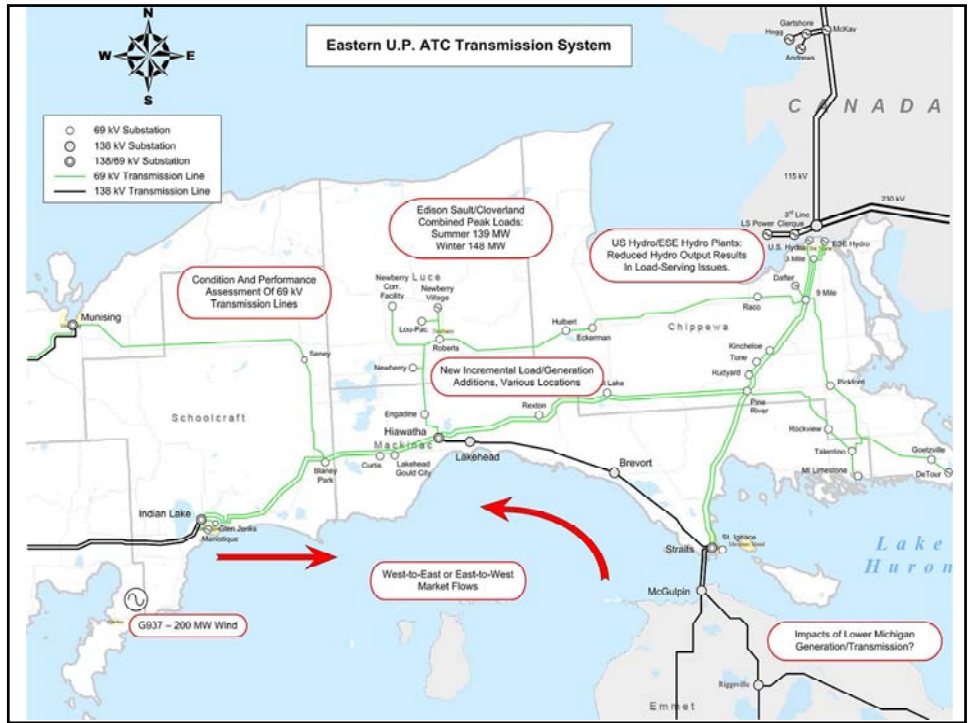 Eastern U.P. ATC Transmission System
N
W
E
S
69 kV Substation
138 kV Substation
138/69 kV Substation
69 kV Transmission Line
138 kV Transmission Line
Gartshore
Hogg
McKay
Andrews
CANADA
115 kV
230 kV
3rd Line
LS Power
Clergue
U.S. Hydro
ESE Hydro
3 Mile
Edison Sault/Cloverland
Combined Peak Loads:
Summer 139 MW
Winter 148 MW
US Hydro/ESE Hydro Plants:
Reduced Hydro Output Results
In Load-Serving Issues.
Condition And Performance
Assessment Of 69 kV
Transmission Lines
Newberry
Corr.
Facility
Luce
Newberry
Village
Dafter
9 Mile
Raco
Munising
Lou-Pac
Roberts
Hulbert
Eckerman
Chippewa
Seney
Newberry
New Incremental Load/Generation
Additions, Various Locations
Kincheloe
Tone
Rudyard
Lake
Pickford
Schoolcraft
Engadine
Rexton
Pine
River
Hiawatha
Mackinac
Rockview
Lakehead
Brevort
Talentino
Goetzville
Blaney
Park
Curtis
Lakehead
Gould City
MI Limestone
DeTour
Indian Lake
Glen Jenks
Manistique
Straits
St. Ignace
Lake
Huron
West-to-East or East-to-West
Market Flows
McGulpin
G937 – 200 MW Wind
Impacts of Lower Michigan
Generation/Transmission?
Riggsville
Emmet